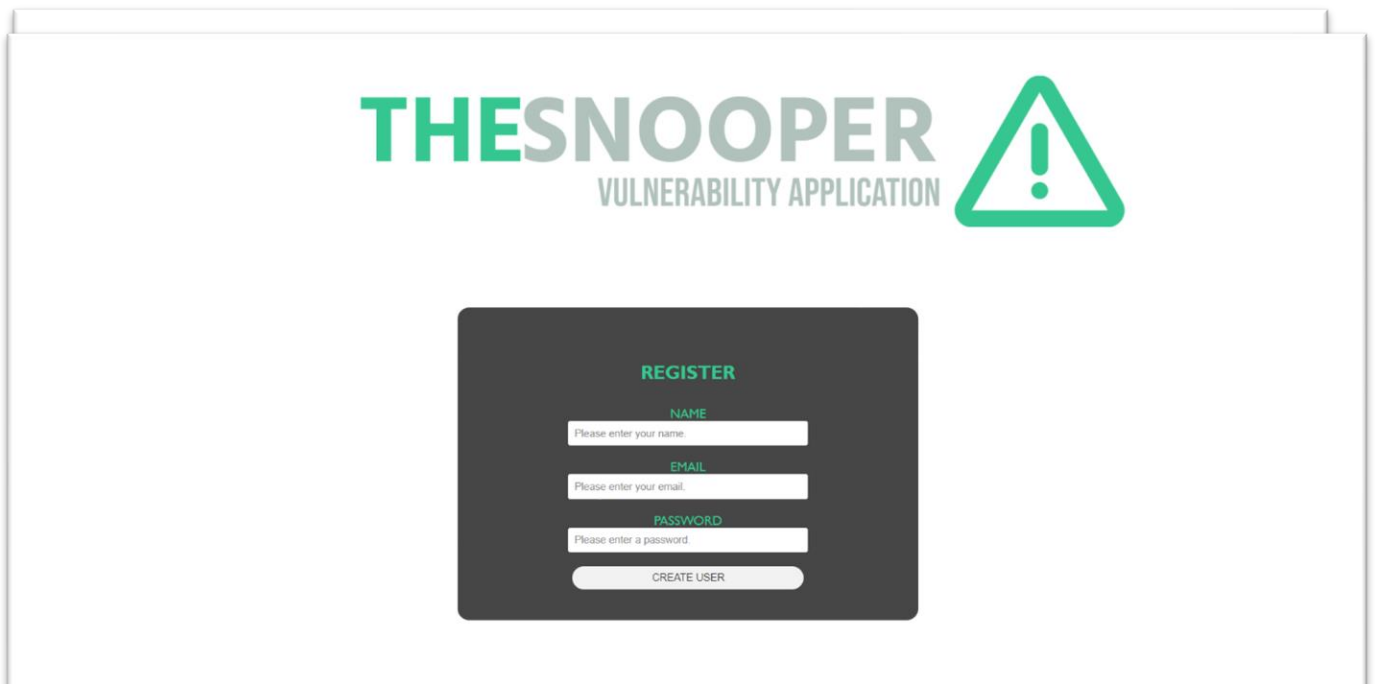 THESNOOPER
VULNERABILITY APPLICATION
REGISTER
NAME
Please enter your name.
EMAIL
Please enter your email.
PASSWORD
Please enter a password.
CREATE USER